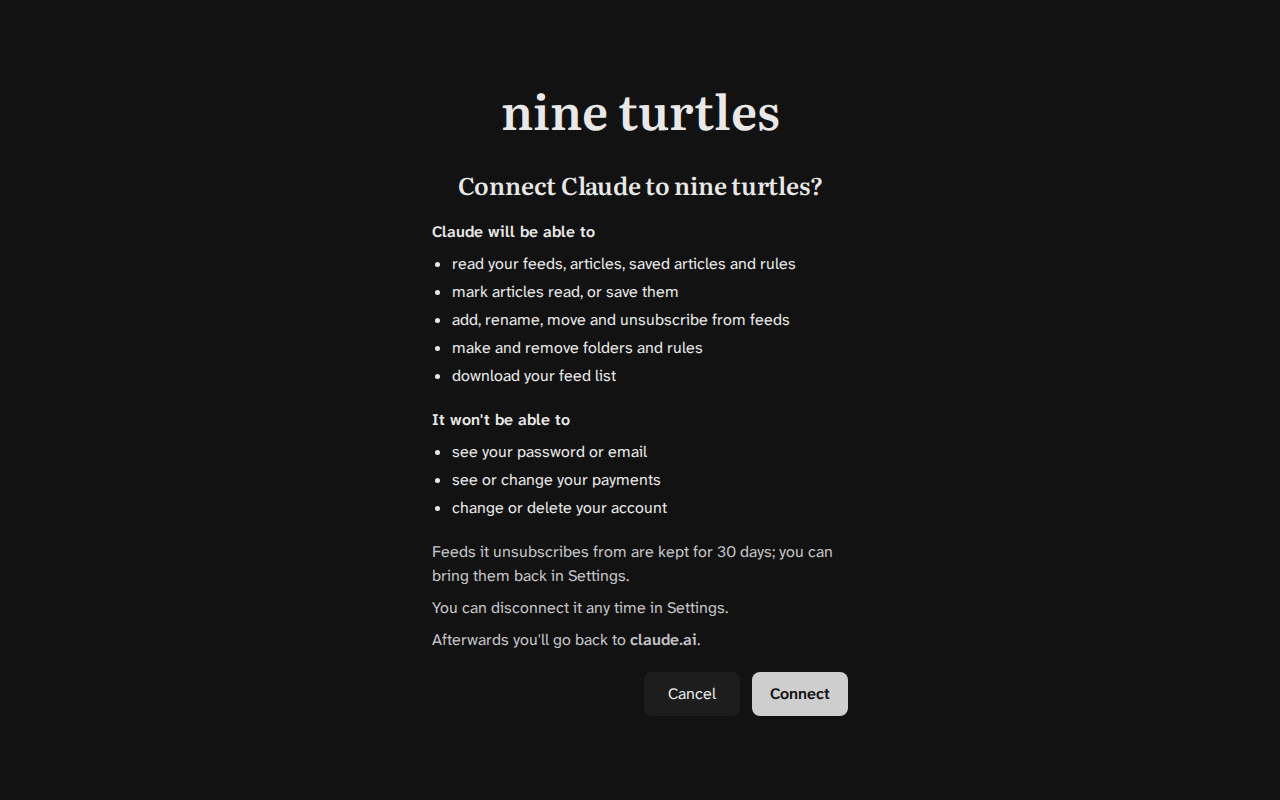 nine turtles
Connect Claude to nine turtles?
Claude will be able to
• read your feeds, articles, saved articles and rules
• mark articles read, or save them
• add, rename, move and unsubscribe from feeds
• make and remove folders and rules
• download your feed list
It won't be able to
• see your password or email
• see or change your payments
• change or delete your account
Feeds it unsubscribes from are kept for 30 days; you can
bring them back in Settings.
You can disconnect it any time in Settings.
Afterwards you'll go back to claude.ai.
Cancel Connect